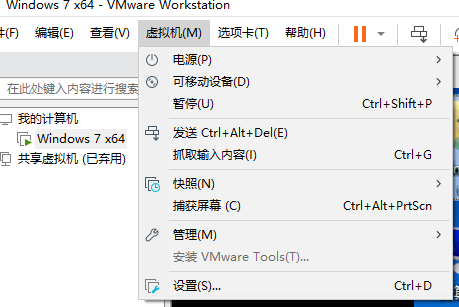 Windows 7 x64 - VMware Workstation
编辑(E) 查看(V) 虚拟机(M) 选项卡(T) 帮助(H)
在此处键入内容进行搜索
我的计算机
Windows 7 x64
共享虚拟机 (已弃用)
电源(P)
可移动设备(D)
暂停(U) Ctrl+Shift+P
发送 Ctrl+Alt+Del(E)
抓取输入内容(I) Ctrl+G
快照(N)
捕获屏幕 (C) Ctrl+Alt+PrtScn
管理(M)
安装 VMware Tools(T)...
设置(S)... Ctrl+D